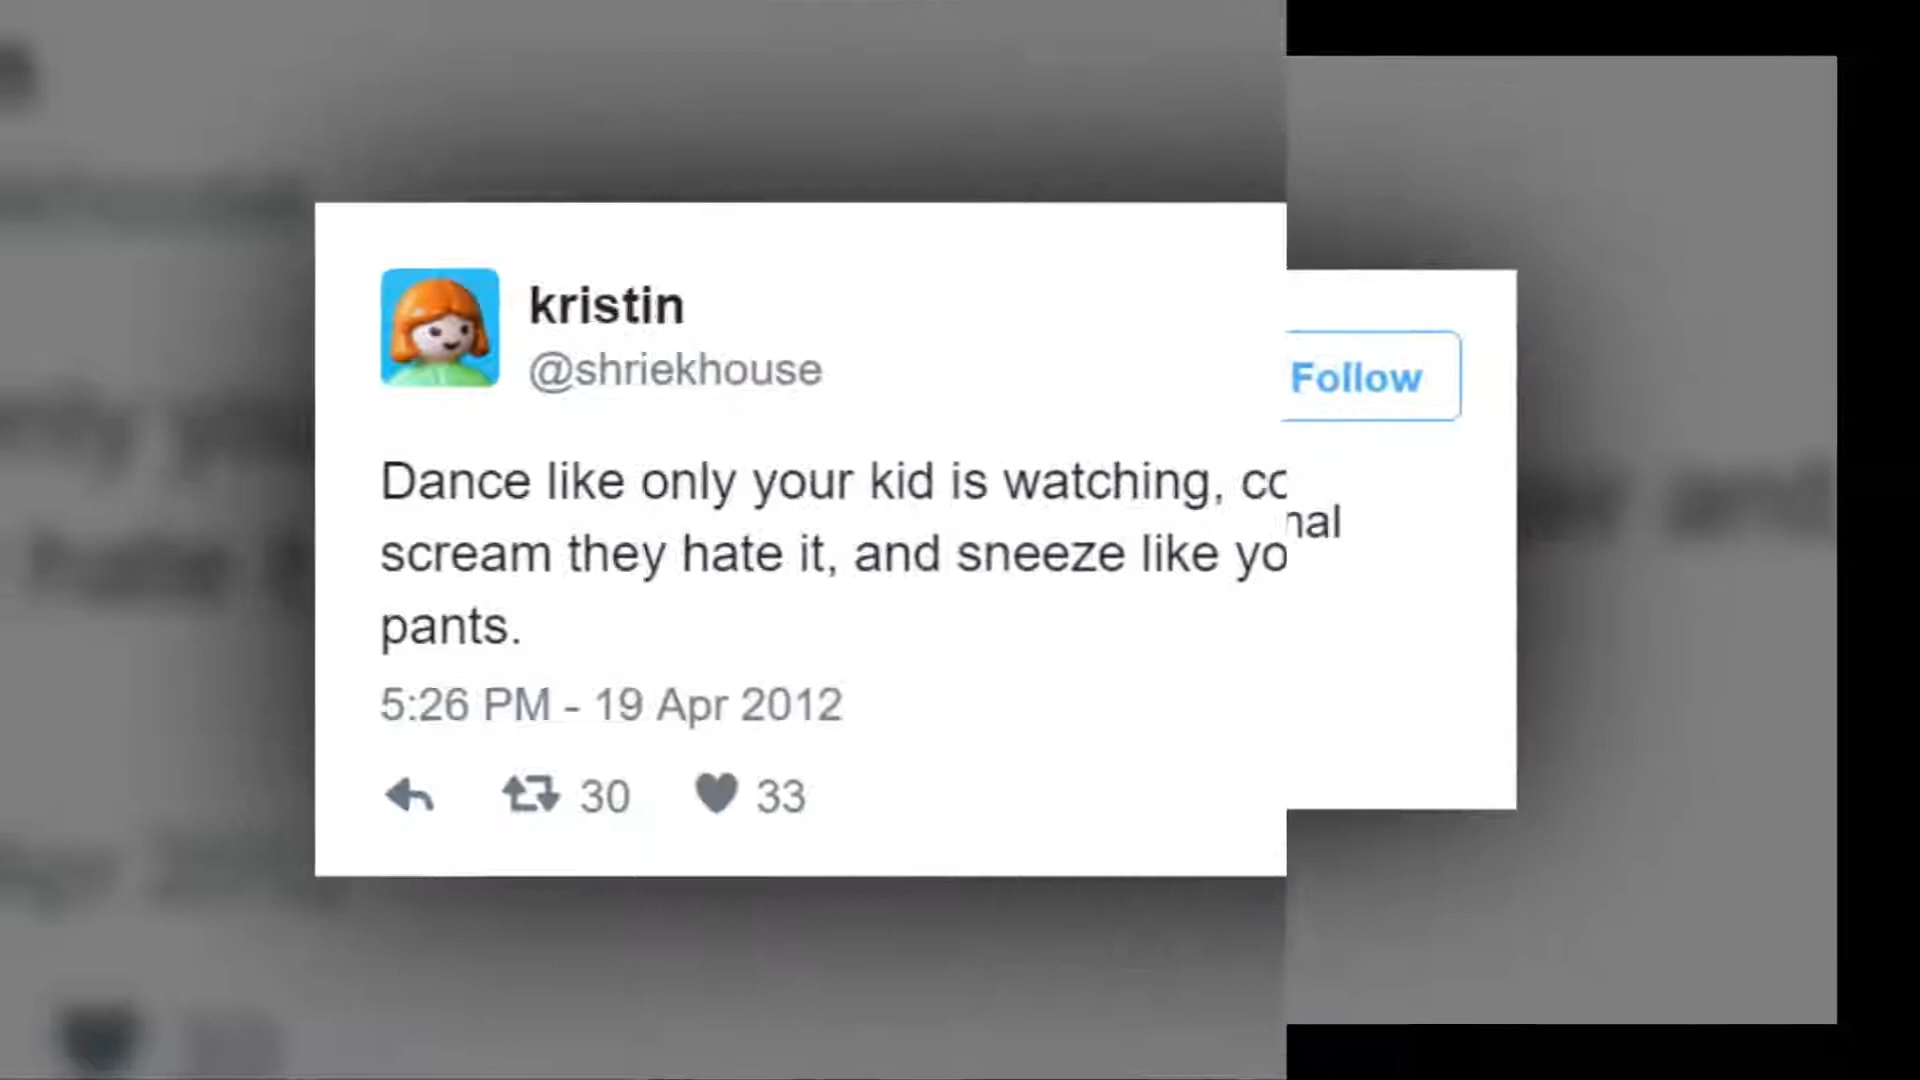 kristin
@shriekhouse
Follow
Dance like only your kid is watching, co
nal
scream they hate it, and sneeze like yo
pants.
5:26 PM - 19 Apr 2012
30 33